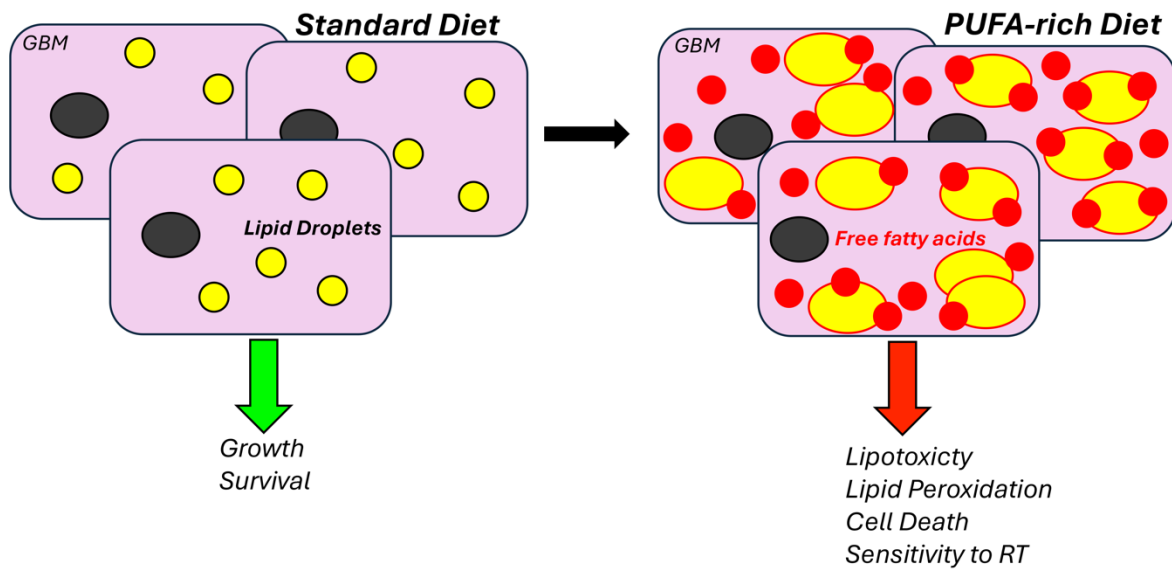 Standard Diet
GBM
Lipid Droplets
Growth
Survival
PUFA-rich Diet
GBM
Free fatty acids
Lipotoxicty
Lipid Peroxidation
Cell Death
Sensitivity to RT